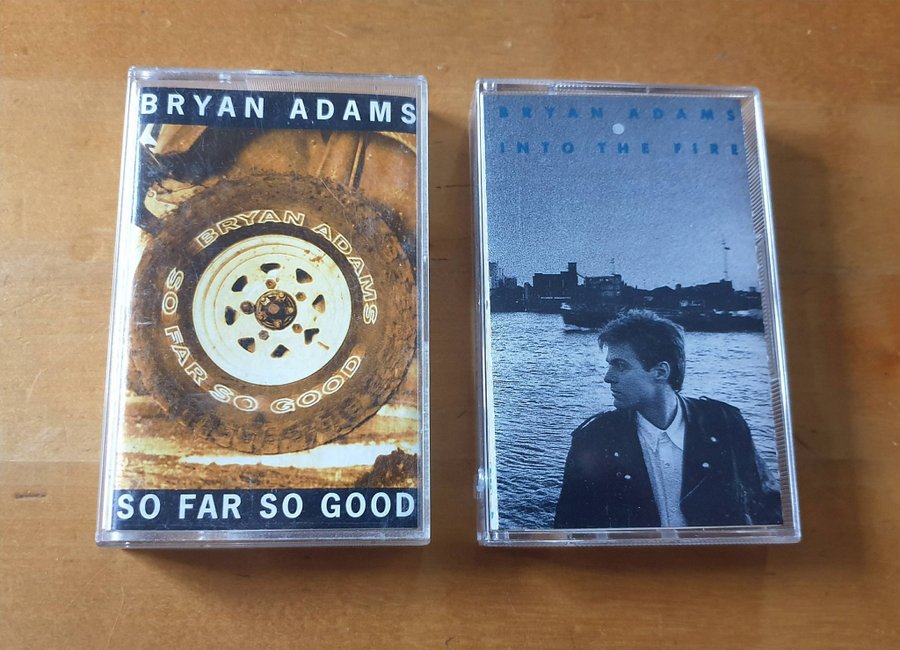 BRYAN ADAMS
BRYAN ADAMS
SO FAR SO GOOD
SO FAR SO GOOD
BRYAN ADAMS
INTO THE FIRE